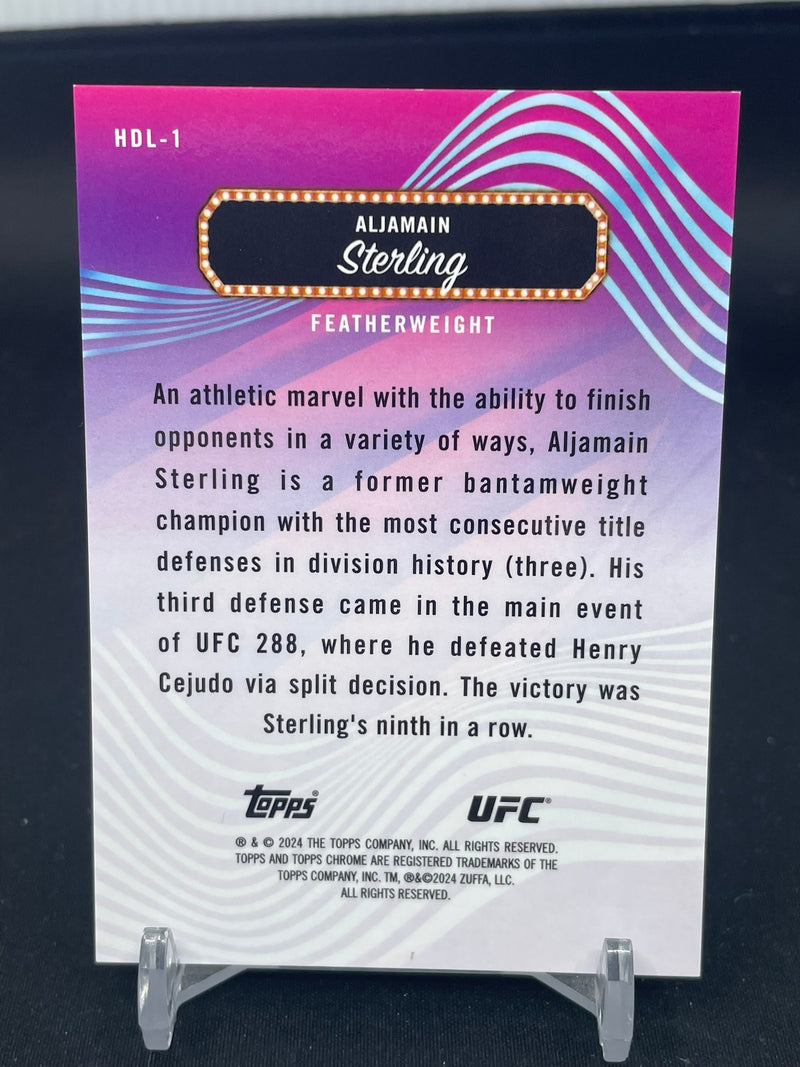 HDL-1
ALJAMAIN
Sterling
FEATHERWEIGHT
An athletic marvel with the ability to finish
opponents in a variety of ways, Aljamain
Sterling is a former bantamweight
champion with the most consecutive title
defenses in division history (three). His
third defense came in the main event
of UFC 288, where he defeated Henry
Cejudo via split decision. The victory was
Sterling's ninth in a row.
Topps® UFC®
® & © 2024 THE TOPPS COMPANY, INC. ALL RIGHTS RESERVED.
TOPPS AND TOPPS CHROME ARE REGISTERED TRADEMARKS OF THE
TOPPS COMPANY, INC. TM, ®&©2024 ZUFFA, LLC.
ALL RIGHTS RESERVED.